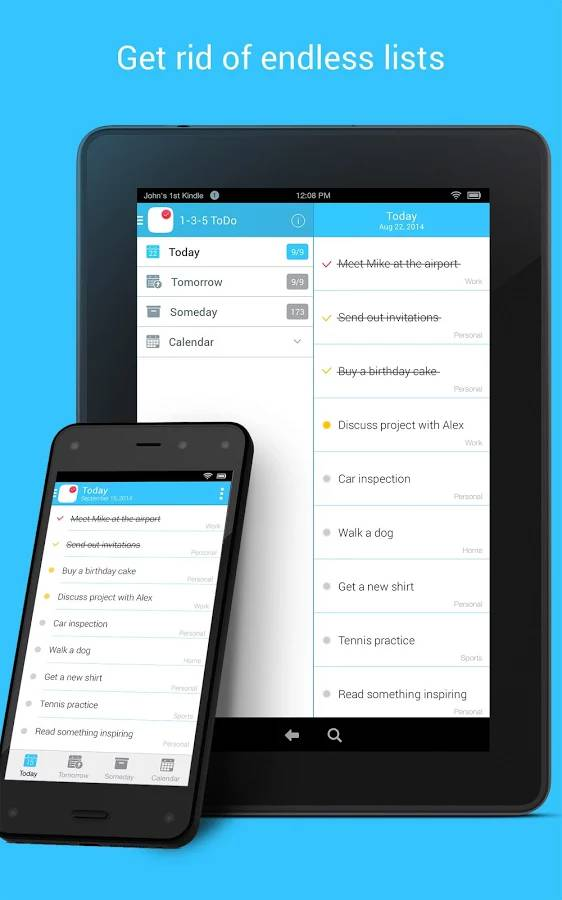 Get rid of endless lists
John's 1st Kindle 1
12:08 PM
1-3-5 ToDo
Today
Aug 22, 2014
22
Today
9/9
Tomorrow
9/9
Someday
173
Calendar
Meet Mike at the airport
Work
Send out invitations
Personal
Buy a birthday cake
Personal
Discuss project with Alex
Work
Car inspection
Personal
Walk a dog
Home
Get a new shirt
Personal
Tennis practice
Sports
Read something inspiring
Personal
Today
September 15, 2014
Meet Mike at the airport
Work
Send out invitations
Personal
Buy a birthday cake
Personal
Discuss project with Alex
Work
Car inspection
Personal
Walk a dog
Home
Get a new shirt
Personal
Tennis practice
Sports
Read something inspiring
Personal
15
Today
Tomorrow
Someday
Calendar